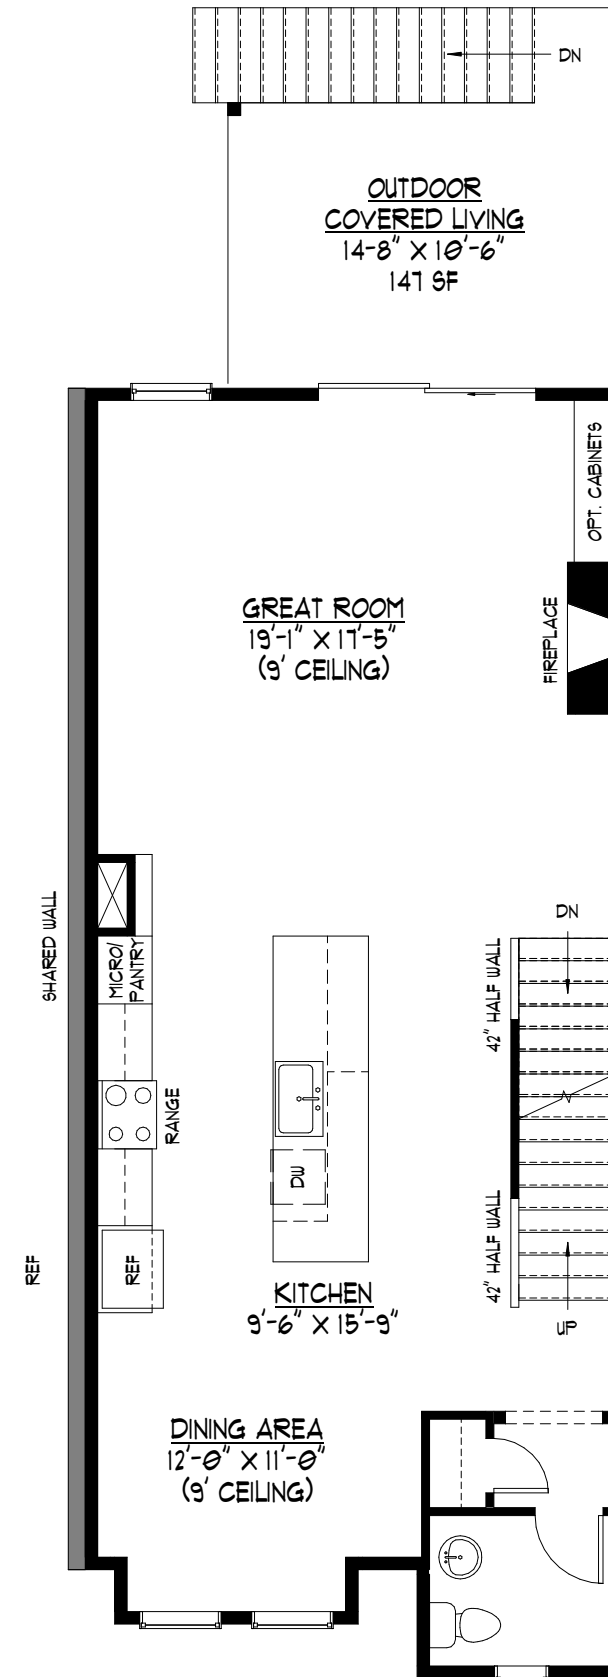 DN
OUTDOOR
COVERED LIVING
14-8" X 10'-6"
147 SF
OPT. CABINETS
GREAT ROOM
19'-1" X 17'-5"
(9' CEILING)
FIREPLACE
SHARED WALL
MICRO/
PANTRY
RANGE
DW
DN
42" HALF WALL
42" HALF WALL
UP
REF
REF
KITCHEN
9'-6" X 15'-9"
DINING AREA
12'-0" X 11'-0"
(9' CEILING)